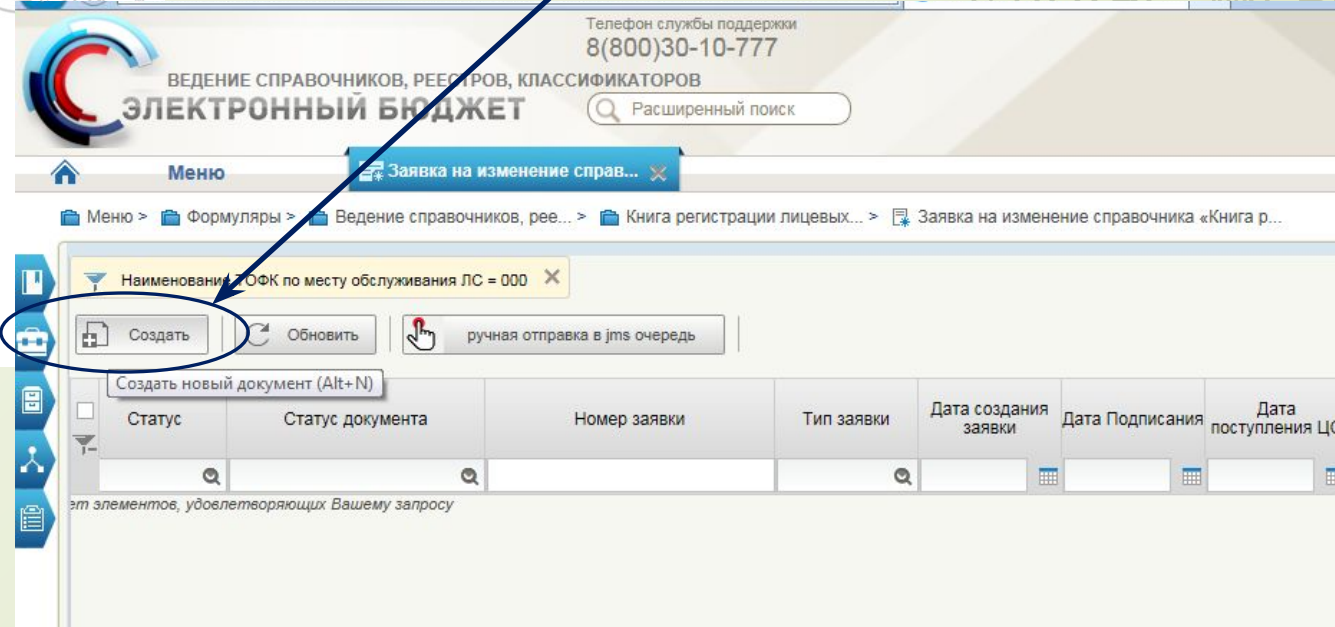 Телефон службы поддержки
8(800)30-10-777
ВЕДЕНИЕ СПРАВОЧНИКОВ, РЕЕСТРОВ, КЛАССИФИКАТОРОВ
ЭЛЕКТРОННЫЙ БЮДЖЕТ
Расширенный поиск
Меню
Заявка на изменение справ...
Меню > Формуляры > Ведение справочников, рее... > Книга регистрации лицевых... > Заявка на изменение справочника «Книга р...
Наименование ТОФК по месту обслуживания ЛС = 000
Создать Обновить ручная отправка в jms очередь
Создать новый документ (Alt+N)
Статус Статус документа Номер заявки Тип заявки Дата создания заявки Дата Подписания Дата поступления ЦС
ет элементов, удовлетворяющих Вашему запросу